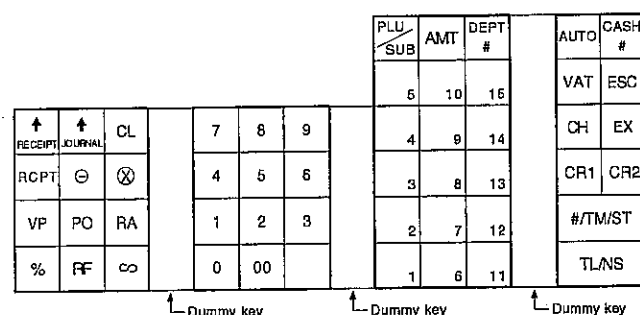 PLU/SUB AMT DEPT # AUTO CASH #
5 10 15 VAT ESC
↑ RECEIPT ↑ JOURNAL CL 7 8 9 4 9 14 CH EX
RCPT ⊖ ⊗ 4 5 6 3 8 13 CR1 CR2
VP PO RA 1 2 3 2 7 12 #/TM/ST
% RF ∞ 0 00 1 6 11 TL/NS
Dummy key Dummy key Dummy key